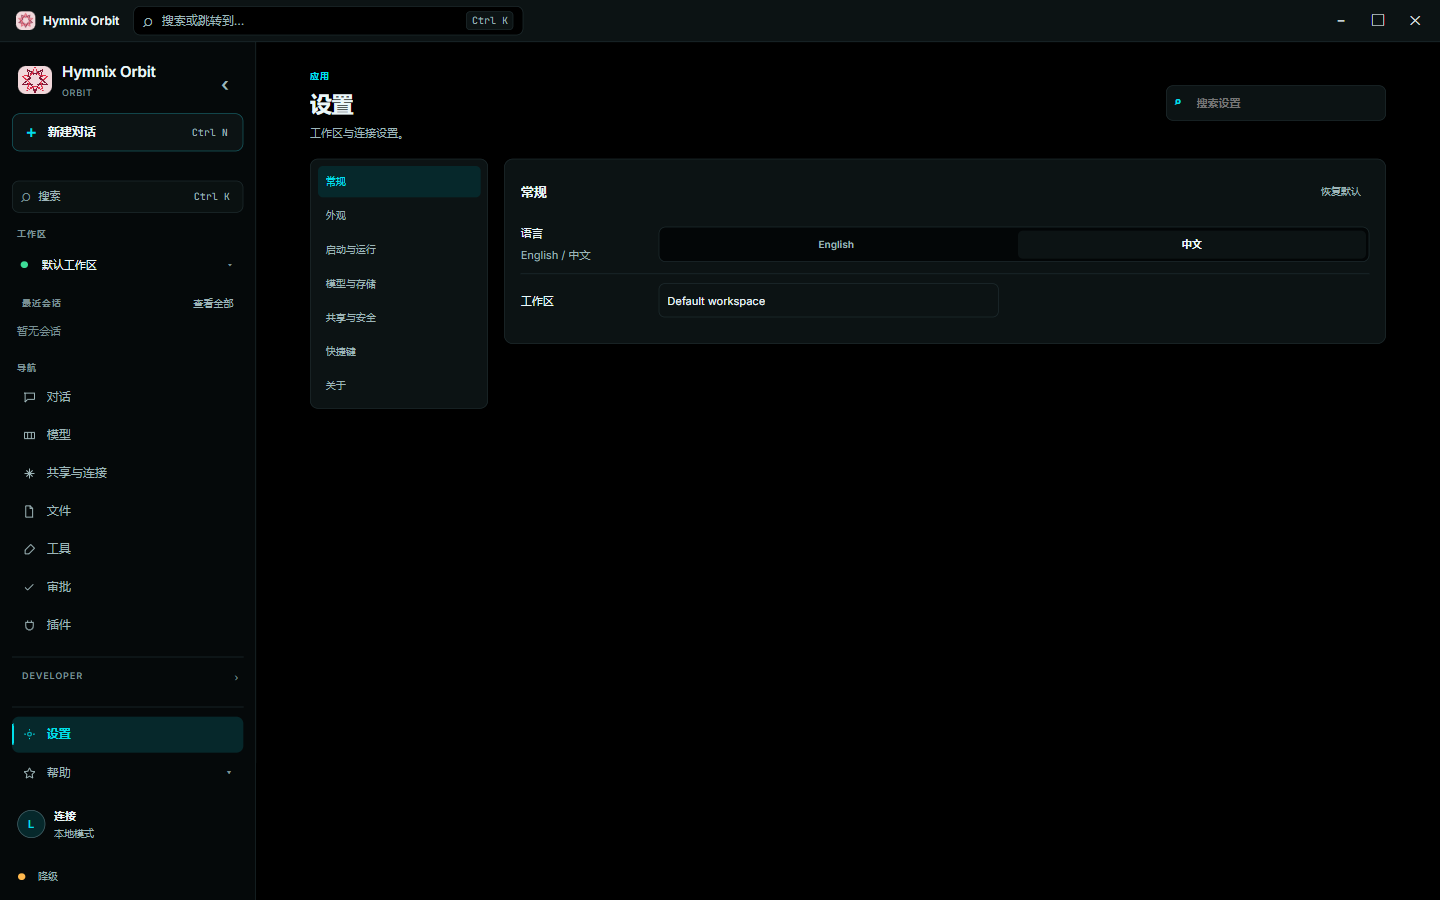 Hymnix Orbit
搜索或跳转到...
Ctrl K
Hymnix Orbit
ORBIT
新建对话
Ctrl N
搜索
Ctrl K
工作区
默认工作区
最近会话
查看全部
暂无会话
导航
对话
模型
共享与连接
文件
工具
审批
插件
DEVELOPER
设置
帮助
L
连接
本地模式
降级
应用
设置
工作区与连接设置。
搜索设置
常规
外观
启动与运行
模型与存储
共享与安全
快捷键
关于
常规
恢复默认
语言
English / 中文
English
中文
工作区
Default workspace